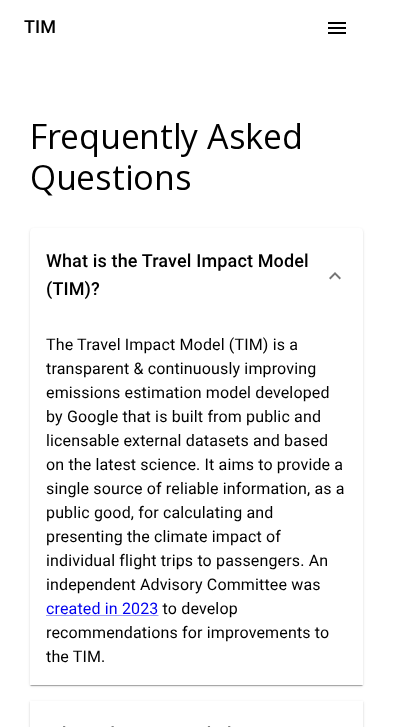 TIM
Frequently Asked
Questions
What is the Travel Impact Model
(TIM)?
The Travel Impact Model (TIM) is a
transparent & continuously improving
emissions estimation model developed
by Google that is built from public and
licensable external datasets and based
on the latest science. It aims to provide a
single source of reliable information, as a
public good, for calculating and
presenting the climate impact of
individual flight trips to passengers. An
independent Advisory Committee was
created in 2023 to develop
recommendations for improvements to
the TIM.